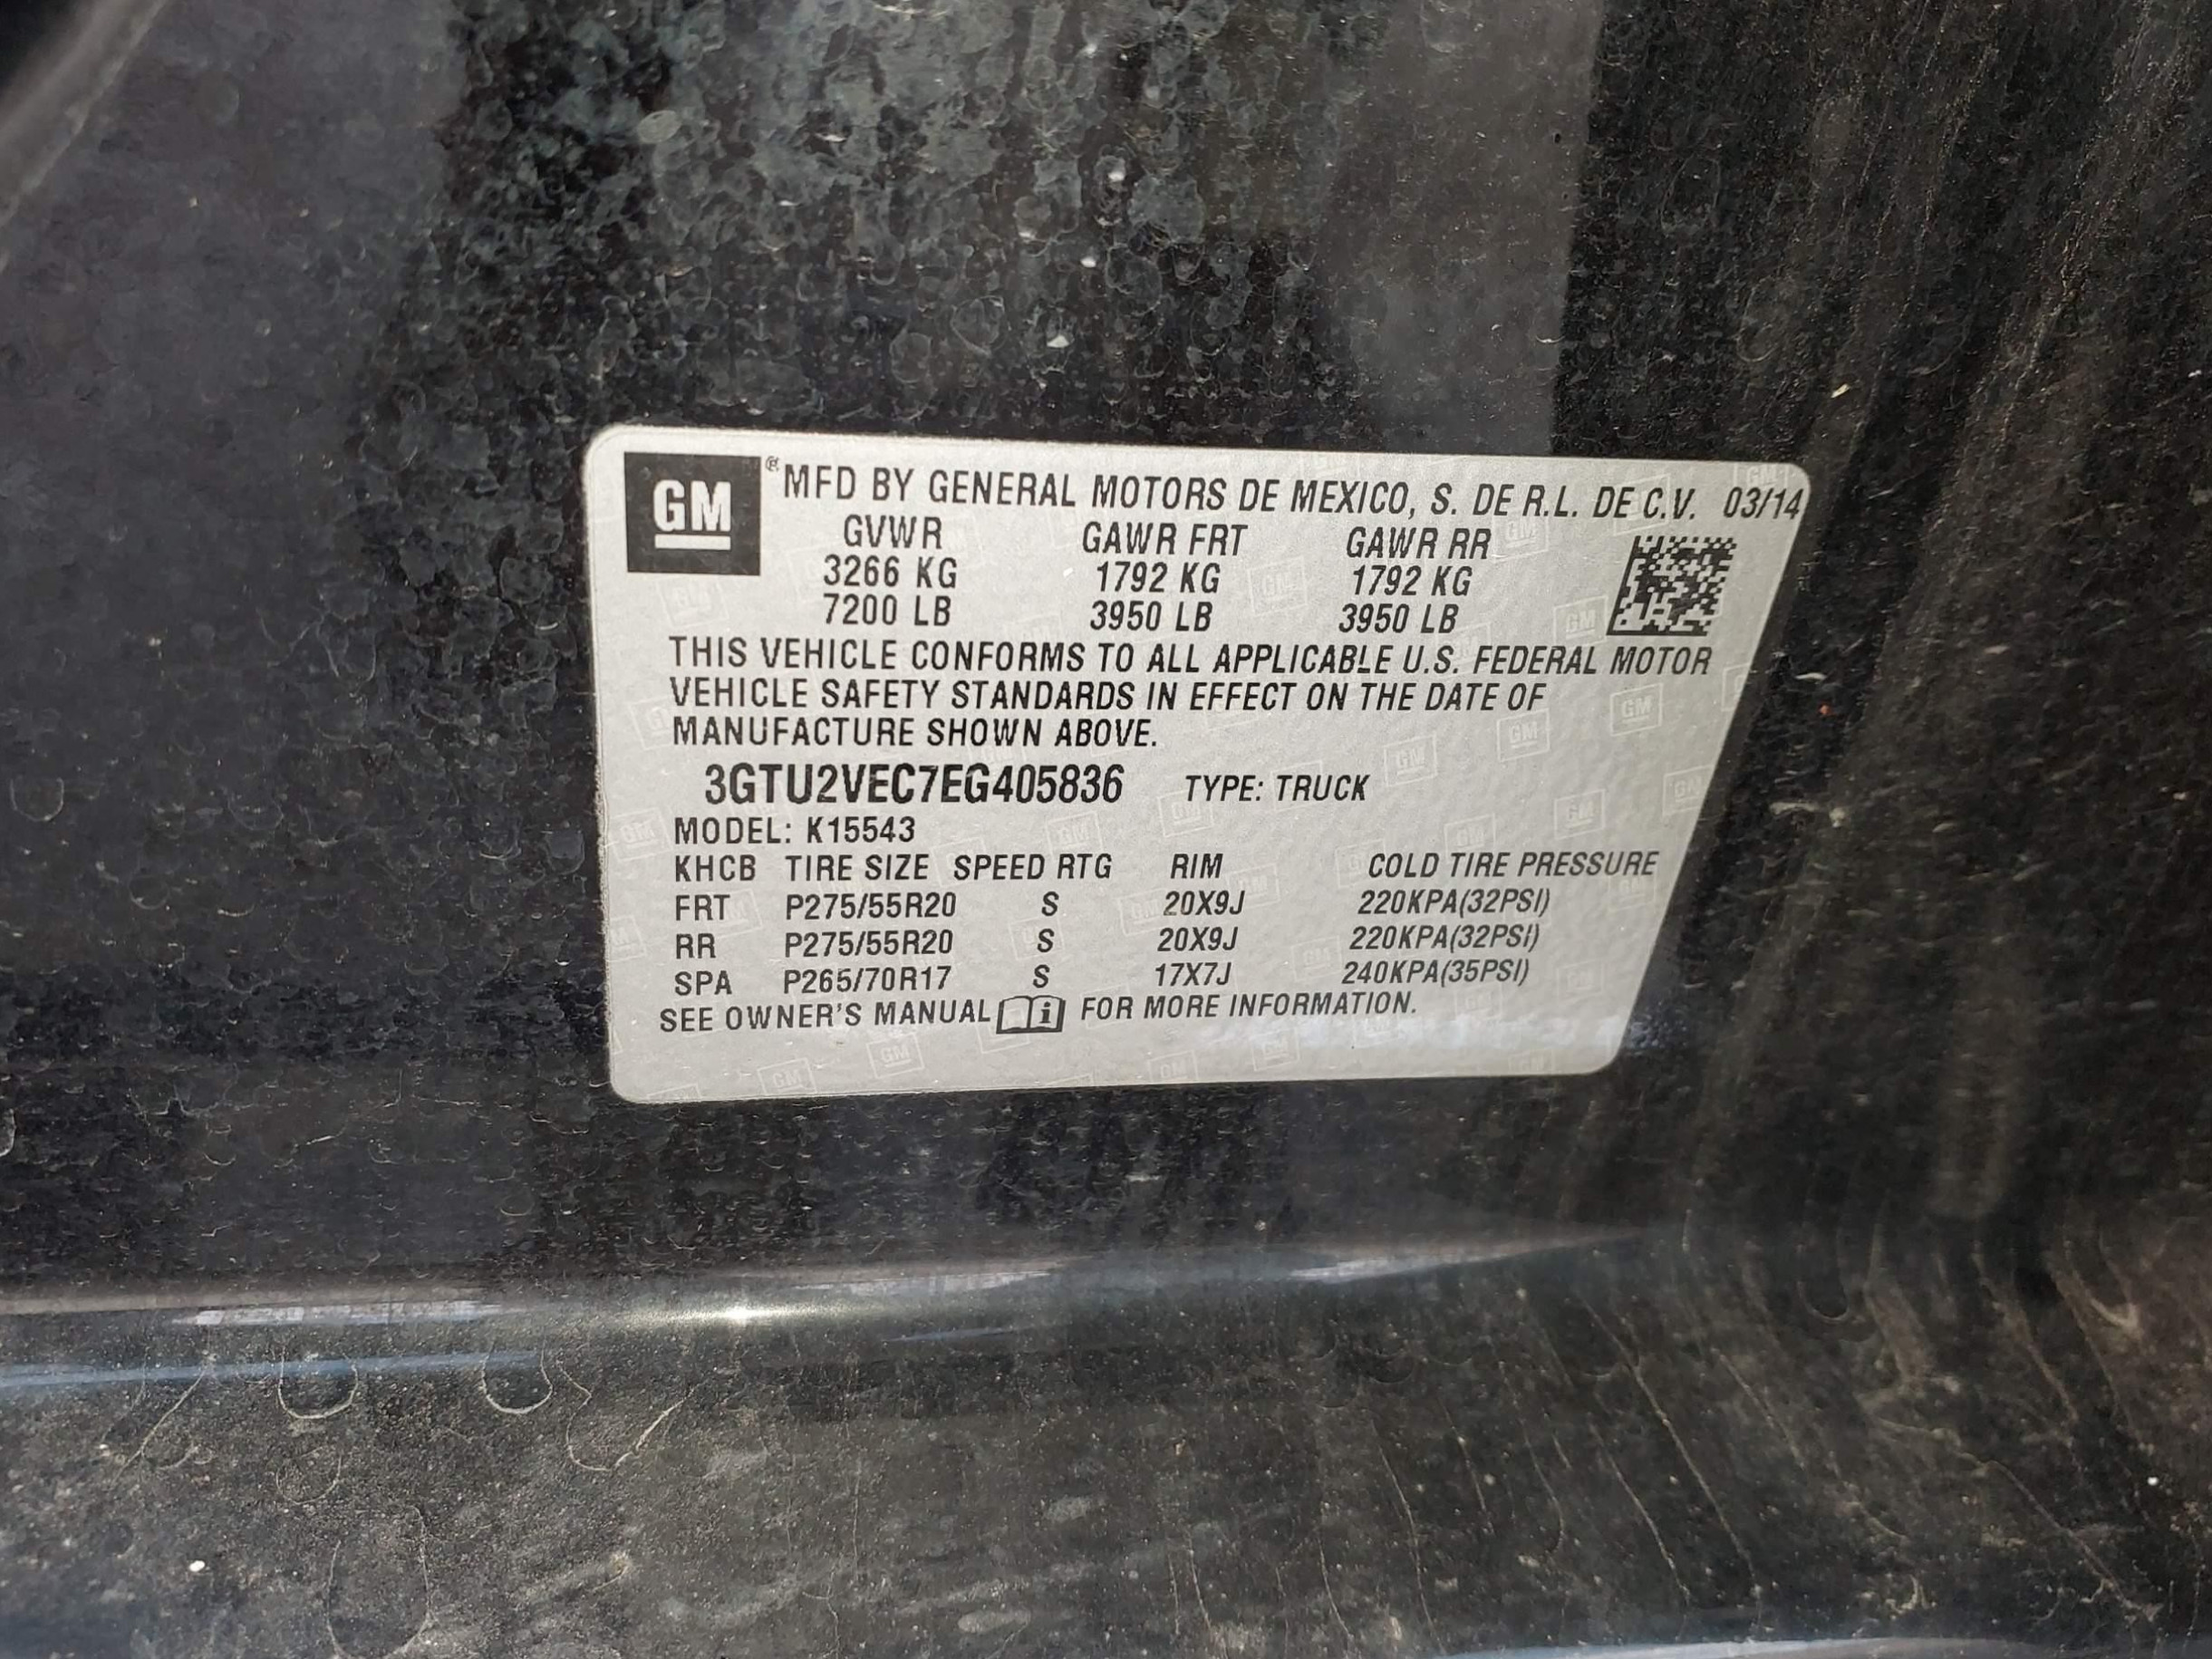 GM ® MFD BY GENERAL MOTORS DE MEXICO, S. DE R.L. DE C.V. 03/14
GVWR GAWR FRT GAWR RR
3266 KG 1792 KG 1792 KG
7200 LB 3950 LB 3950 LB
THIS VEHICLE CONFORMS TO ALL APPLICABLE U.S. FEDERAL MOTOR
VEHICLE SAFETY STANDARDS IN EFFECT ON THE DATE OF
MANUFACTURE SHOWN ABOVE.
3GTU2VEC7EG405836 TYPE: TRUCK
MODEL: K15543
KHCB TIRE SIZE SPEED RTG RIM COLD TIRE PRESSURE
FRT P275/55R20 S 20X9J 220KPA(32PSI)
RR P275/55R20 S 20X9J 220KPA(32PSI)
SPA P265/70R17 S 17X7J 240KPA(35PSI)
SEE OWNER'S MANUAL i FOR MORE INFORMATION.